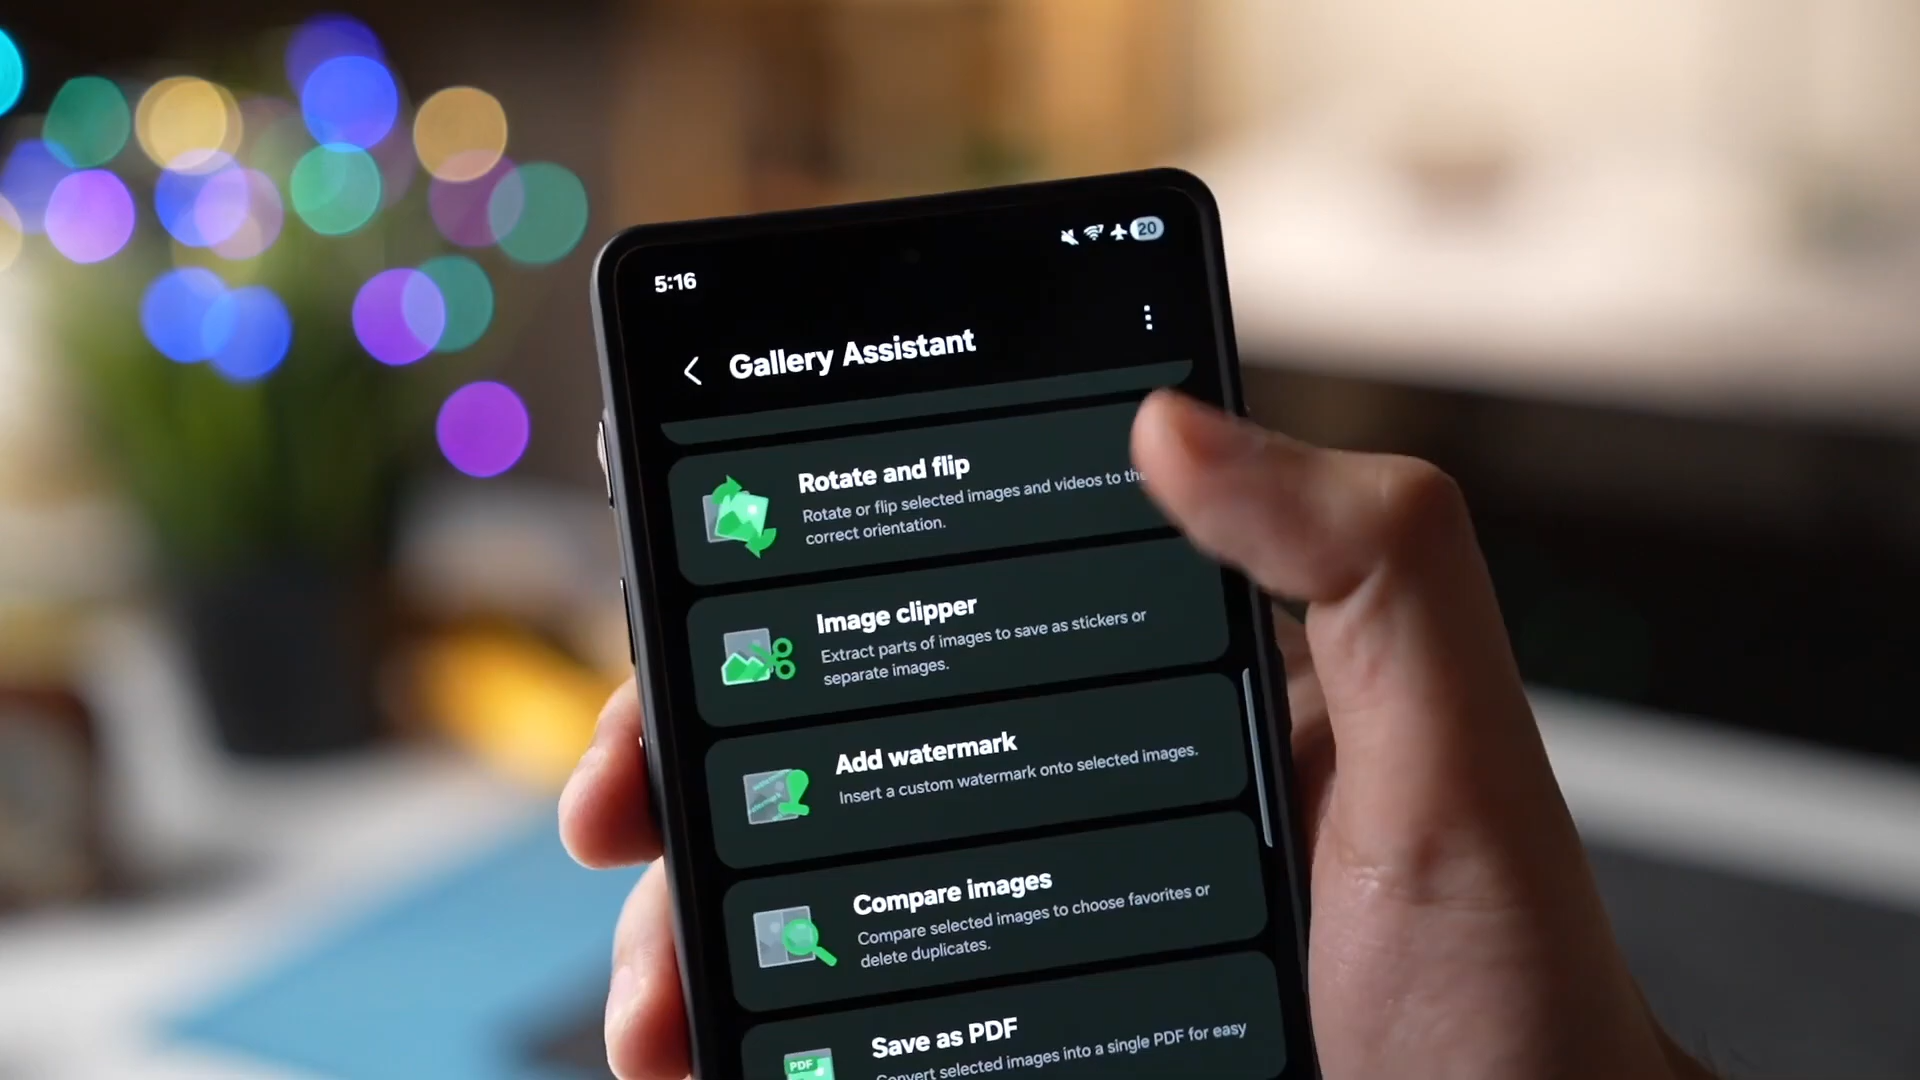 5:16
20
Gallery Assistant
Rotate and flip
Rotate or flip selected images and videos to the
correct orientation.
Image clipper
Extract parts of images to save as stickers or
separate images.
Add watermark
Insert a custom watermark onto selected images.
Compare images
Compare selected images to choose favorites or
delete duplicates.
Save as PDF
PDF
Convert selected images into a single PDF for easy